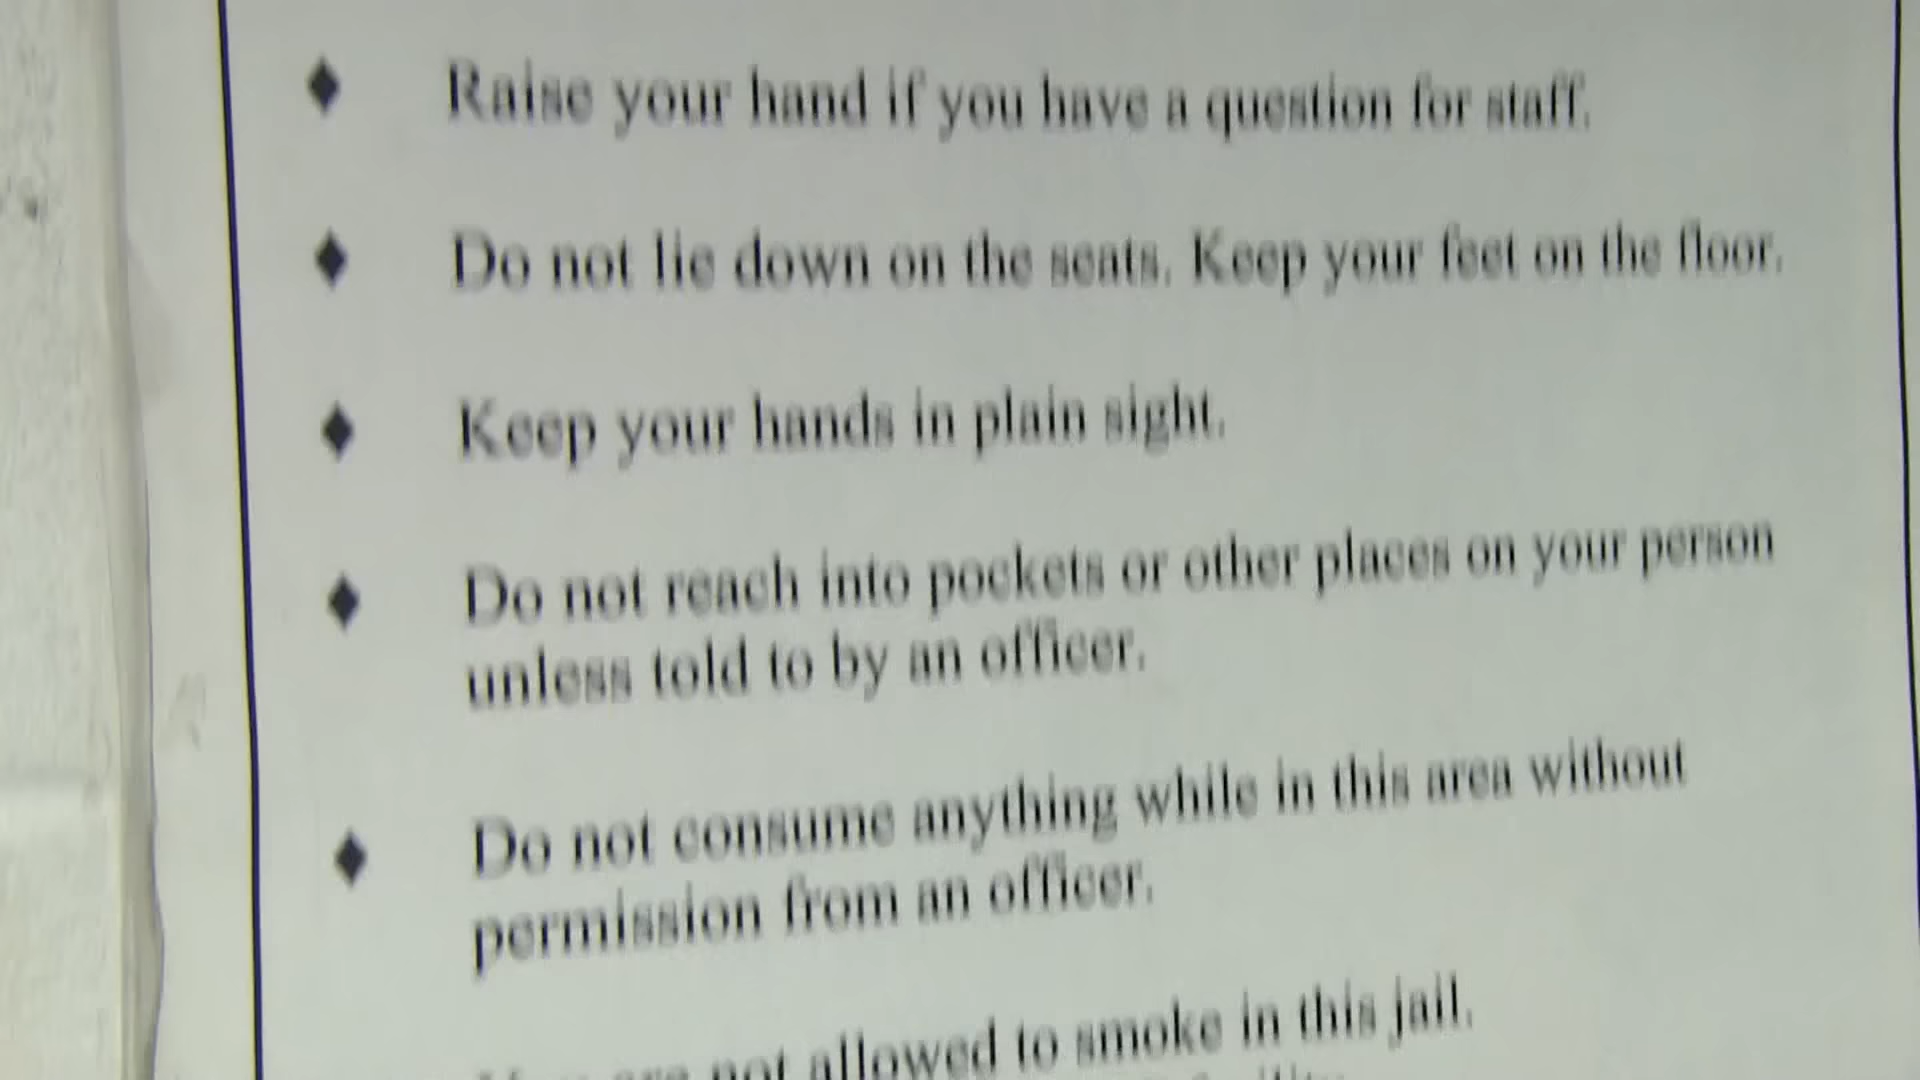 Raise your hand if you have a question for staff.
Do not lie down on the seats. Keep your feet on the floor.
Keep your hands in plain sight.
Do not reach into pockets or other places on your person
unless told to by an officer.
Do not consume anything while in this area without
permission from an officer.
You are not allowed to smoke in this jail.